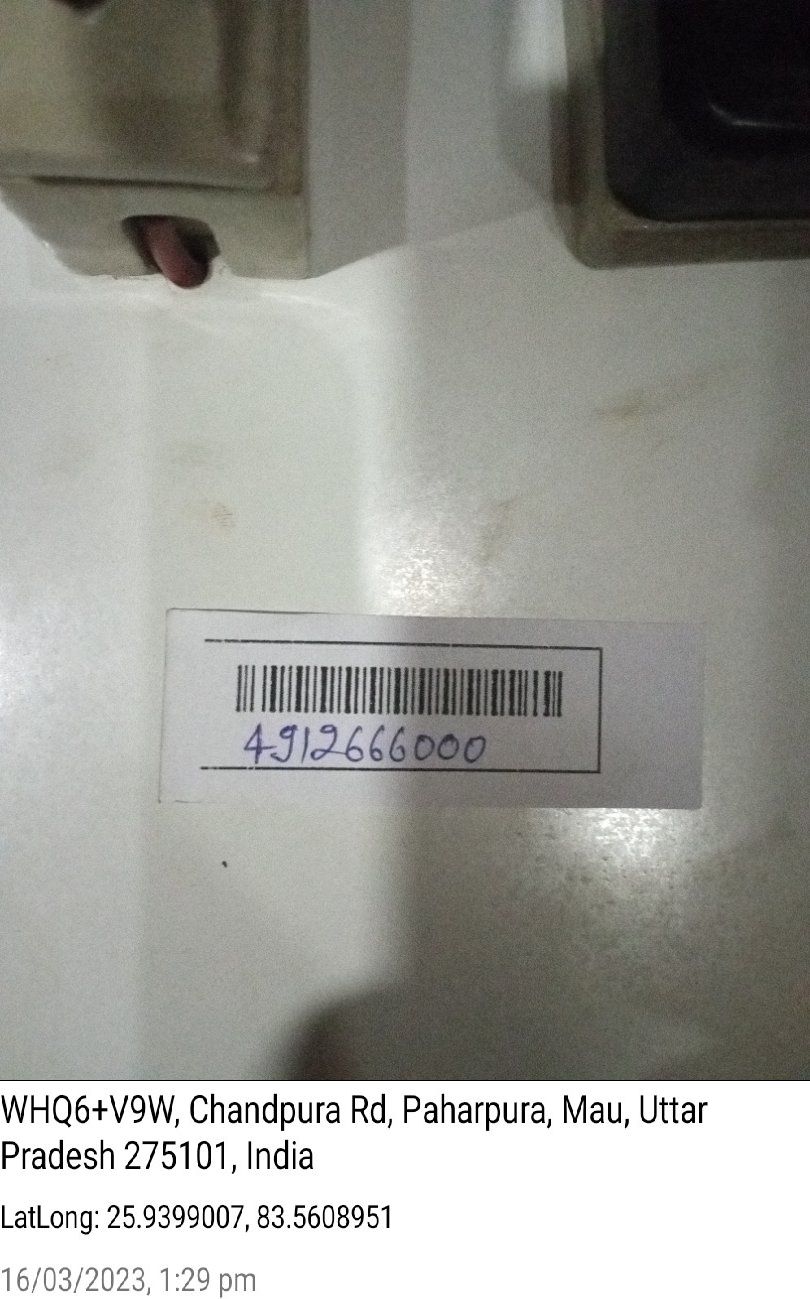 4912666000
WHQ6+V9W, Chandpura Rd, Paharpura, Mau, Uttar
Pradesh 275101, India
LatLong: 25.9399007, 83.5608951
16/03/2023, 1:29 pm